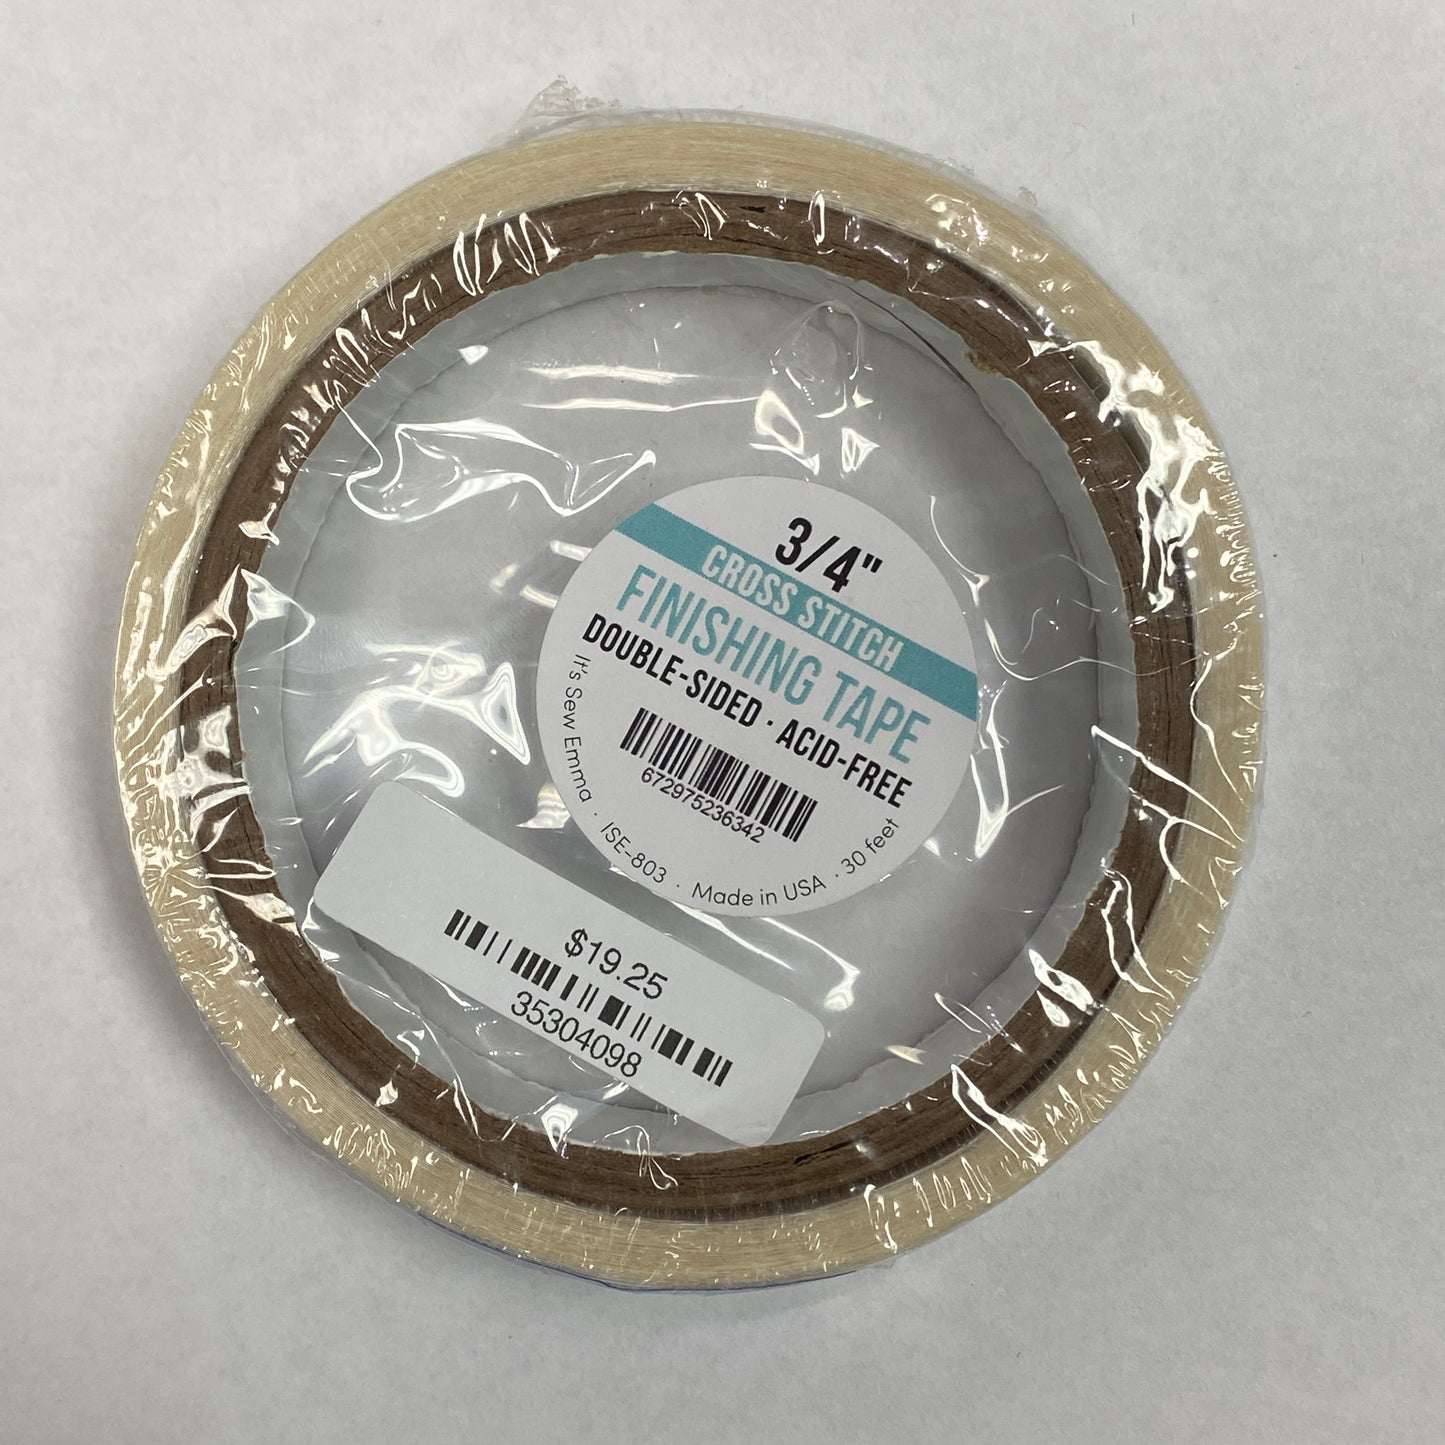 3/4"
CROSS STITCH
FINISHING TAPE
DOUBLE-SIDED · ACID-FREE
672975236342
It's Sew Emma · ISE-803 · Made in USA · 30 feet
$19.25
35304098